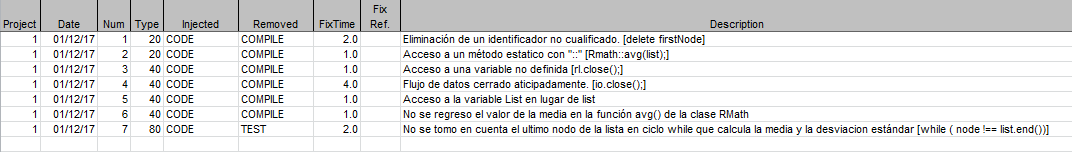 Project Date Num Type Injected Removed FixTime Fix Ref. Description
1 01/12/17 1 20 CODE COMPILE 2.0 Eliminación de un identificador no cualificado. [delete firstNode]
1 01/12/17 2 20 CODE COMPILE 1.0 Acceso a un método estatico con "::" [Rmath::avg(list);]
1 01/12/17 3 40 CODE COMPILE 1.0 Acceso a una variable no definida [rl.close();]
1 01/12/17 4 40 CODE COMPILE 4.0 Flujo de datos cerrado aticipadamente. [io.close();]
1 01/12/17 5 40 CODE COMPILE 1.0 Acceso a la variable List en lugar de list
1 01/12/17 6 40 CODE COMPILE 1.0 No se regreso el valor de la media en la función avg() de la clase RMath
1 01/12/17 7 80 CODE TEST 2.0 No se tomo en cuenta el ultimo nodo de la lista en ciclo while que calcula la media y la desviacion estándar [while ( node !== list.end())]